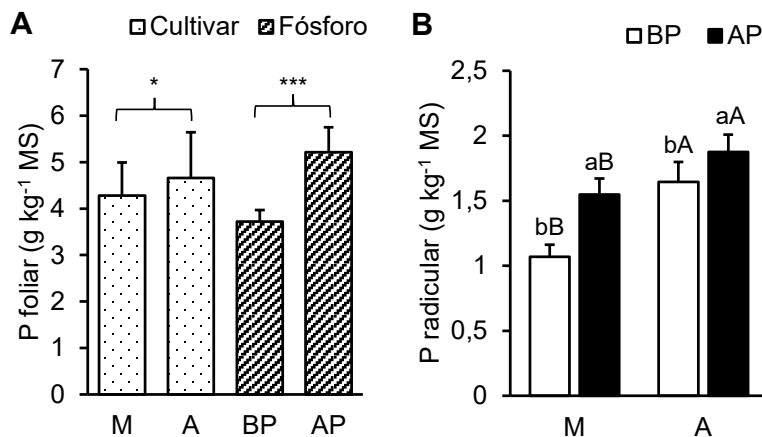 A
Cultivar Fósforo
P foliar (g kg⁻¹ MS)
7
6
5
4
3
2
1
0
*
***
M A BP AP
B
BP AP
P radicular (g kg⁻¹ MS)
2,5
2
1,5
1
0,5
0
bB
aB
bA
aA
M A